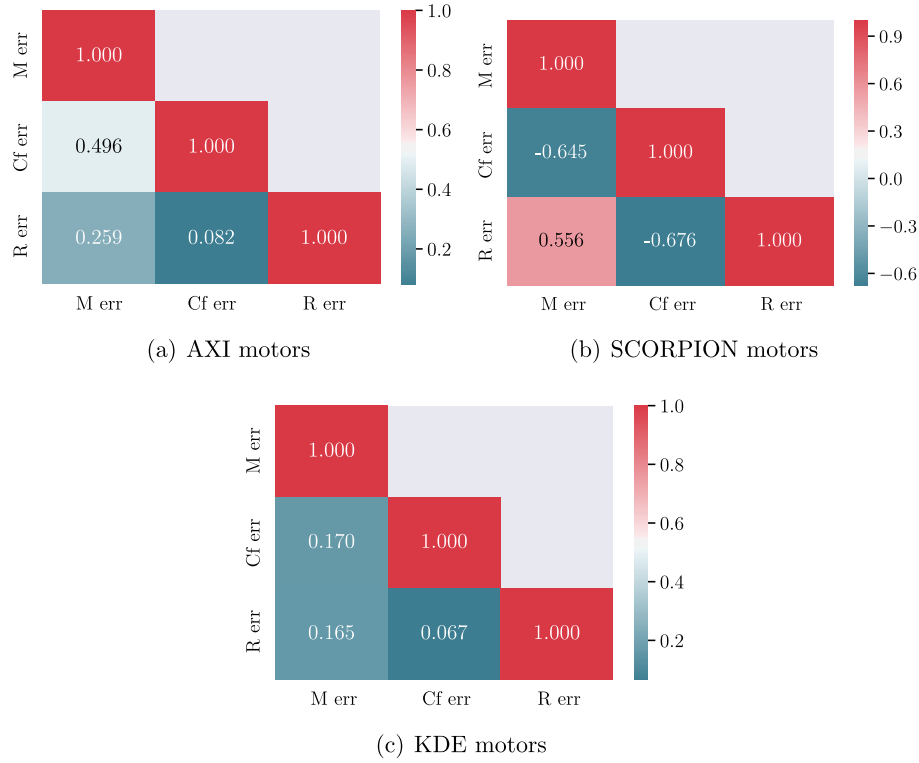 M err 1.000 1.0
0.8
Cf err 0.496 1.000 0.6
0.4
R err 0.259 0.082 1.000 0.2
M err Cf err R err
(a) AXI motors
M err 1.000 0.9
0.6
Cf err -0.645 1.000 0.3
0.0
R err 0.556 -0.676 1.000 −0.3
−0.6
M err Cf err R err
(b) SCORPION motors
M err 1.000 1.0
0.8
Cf err 0.170 1.000 0.6
0.4
R err 0.165 0.067 1.000 0.2
M err Cf err R err
(c) KDE motors